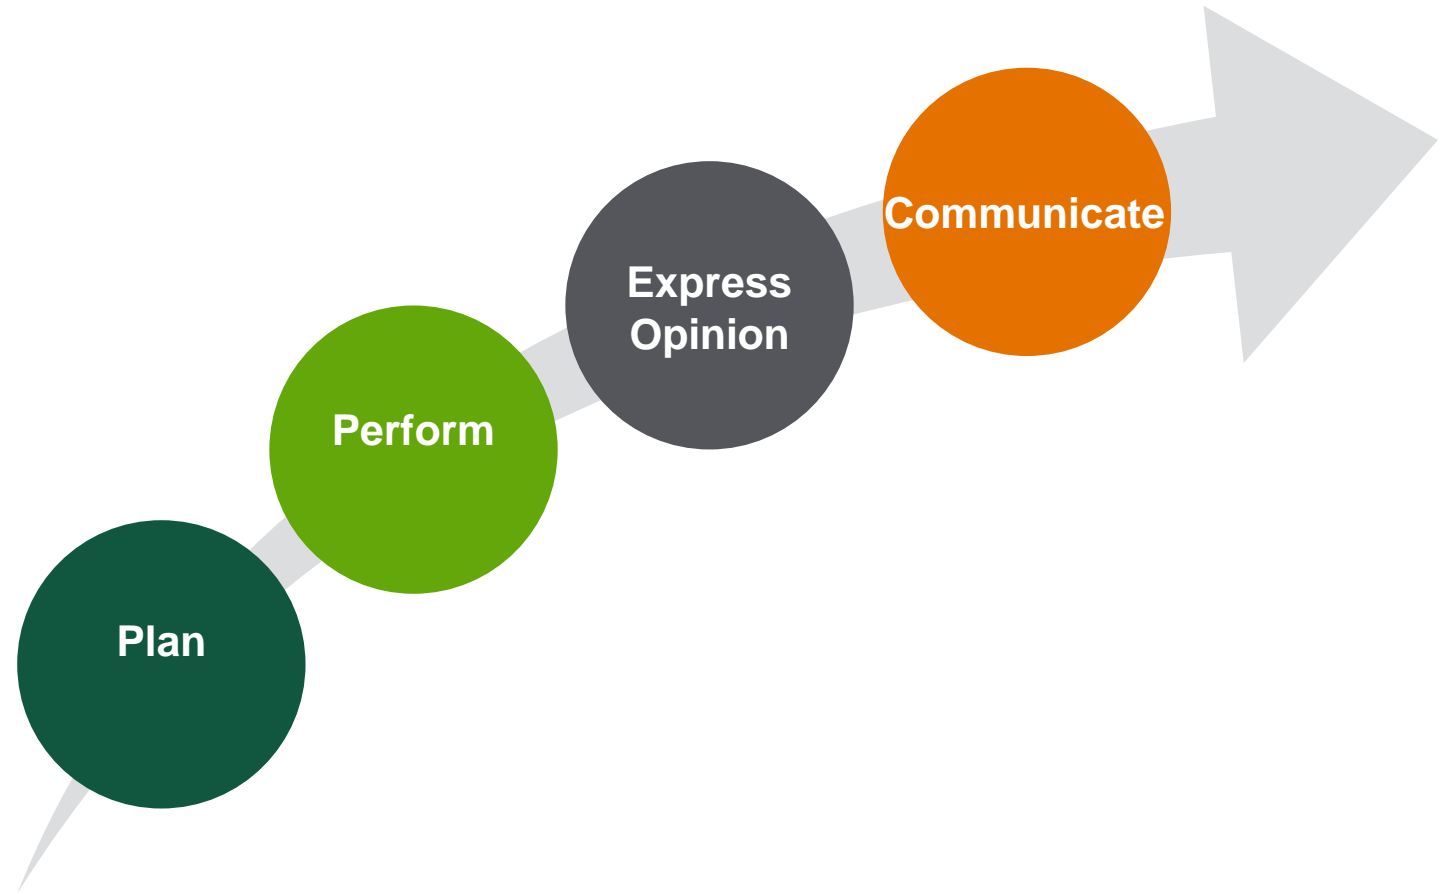 Plan
Perform
Express
Opinion
Communicate